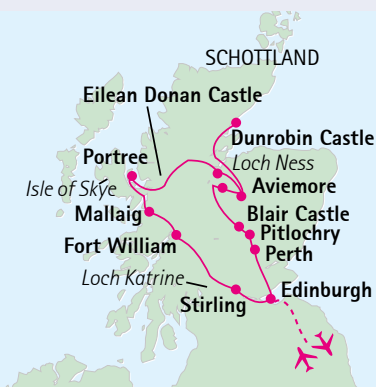 SCHOTTLAND
Eilean Donan Castle
Dunrobin Castle
Portree
Loch Ness
Isle of Skye
Aviemore
Mallaig
Blair Castle
Pitlochry
Fort William
Perth
Loch Katrine
Edinburgh
Stirling